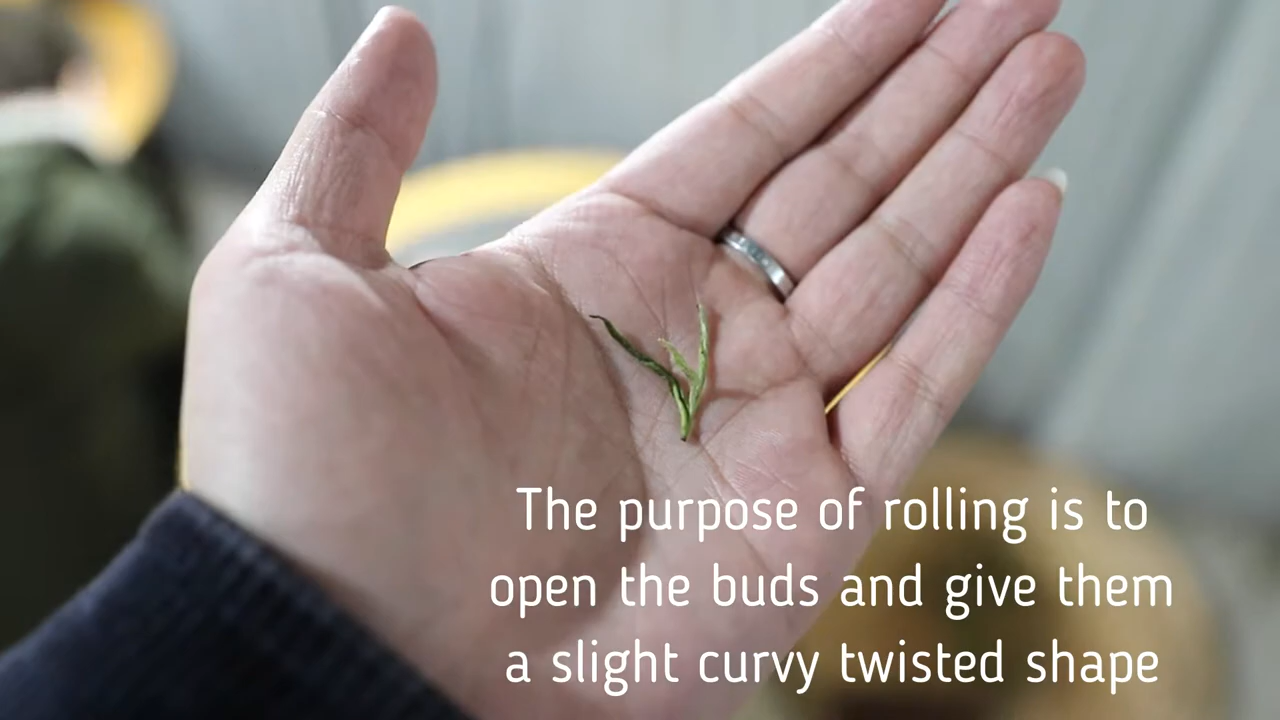 The purpose of rolling is to
open the buds and give them
a slight curvy twisted shape